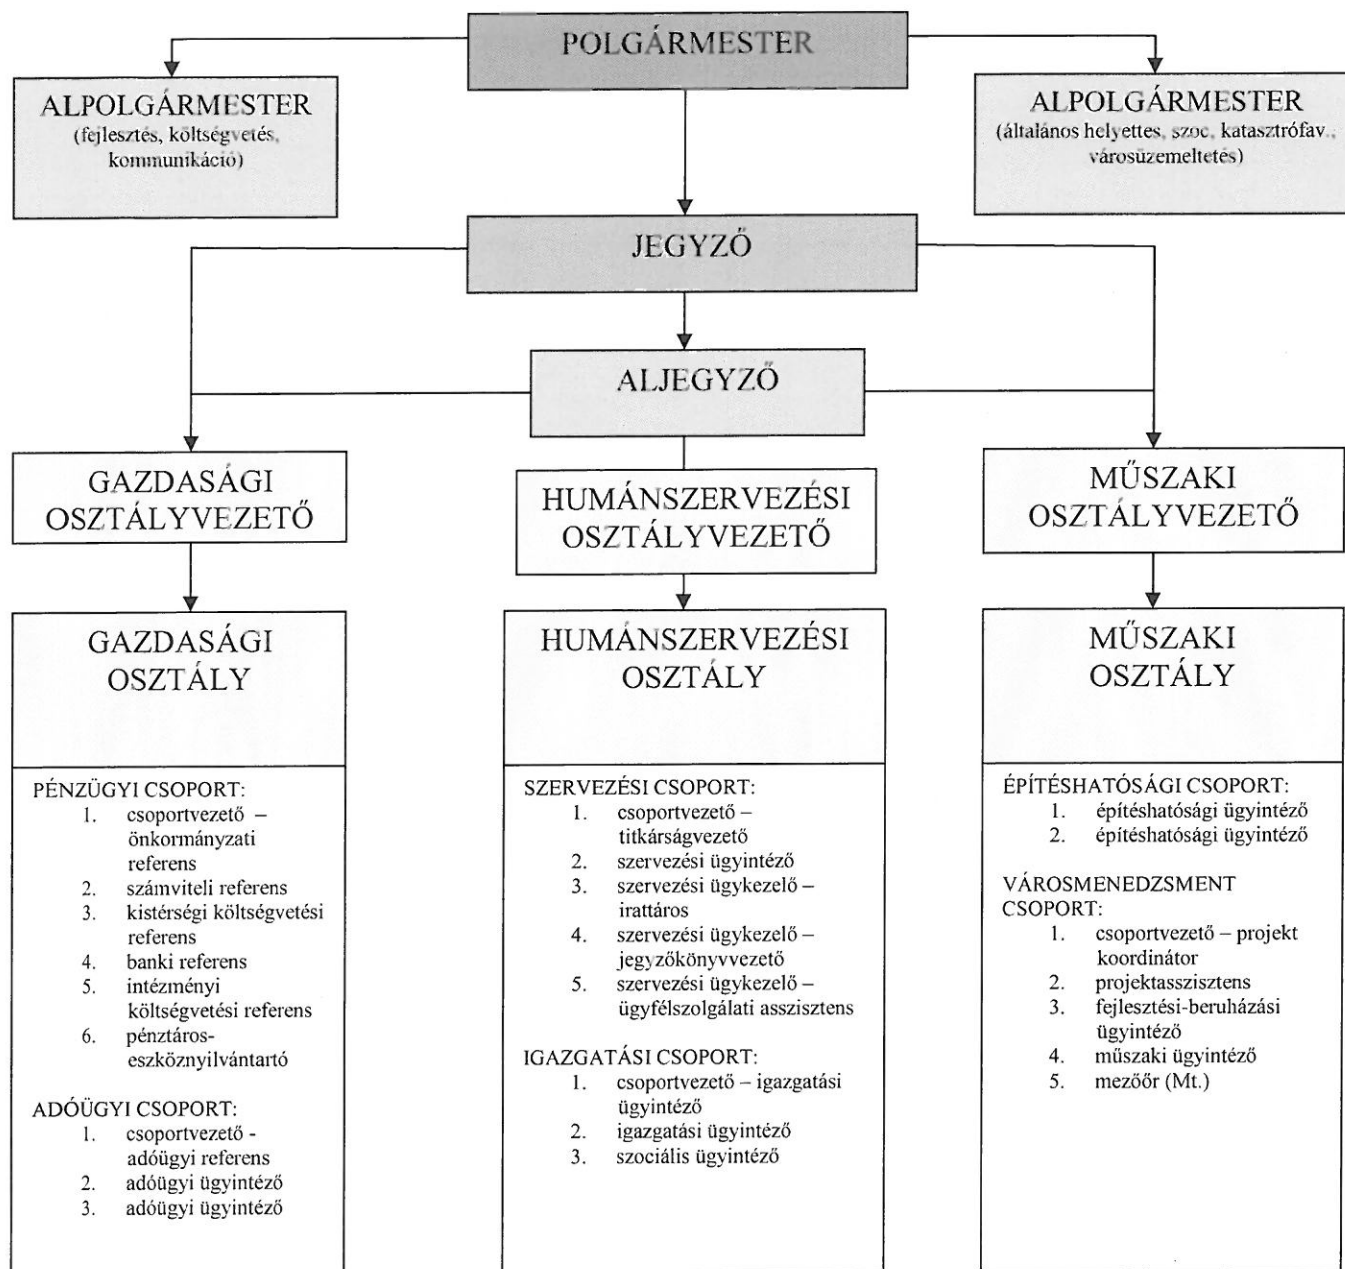 POLGÁRMESTER
ALPOLGÁRMESTER
(fejlesztés, költségvetés,
kommunikáció)
ALPOLGÁRMESTER
(általános helyettes, szoc, katasztrófav.,
városüzemeltetés)
JEGYZŐ
ALJEGYZŐ
GAZDASÁGI
OSZTÁLYVEZETŐ
HUMÁNSZERVEZÉSI
OSZTÁLYVEZETŐ
MŰSZAKI
OSZTÁLYVEZETŐ
GAZDASÁGI
OSZTÁLY
PÉNZÜGYI CSOPORT:
1. csoportvezető –
önkormányzati
referens
2. számviteli referens
3. kistérségi költségvetési
referens
4. banki referens
5. intézményi
költségvetési referens
6. pénztáros-
eszköznyilvántartó
ADÓÜGYI CSOPORT:
1. csoportvezető -
adóügyi referens
2. adóügyi ügyintéző
3. adóügyi ügyintéző
HUMÁNSZERVEZÉSI
OSZTÁLY
SZERVEZÉSI CSOPORT:
1. csoportvezető –
titkárságvezető
2. szervezési ügyintéző
3. szervezési ügykezelő –
irattáros
4. szervezési ügykezelő –
jegyzőkönyvvezető
5. szervezési ügykezelő –
ügyfélszolgálati asszisztens
IGAZGATÁSI CSOPORT:
1. csoportvezető – igazgatási
ügyintéző
2. igazgatási ügyintéző
3. szociális ügyintéző
MŰSZAKI
OSZTÁLY
ÉPÍTÉSHATÓSÁGI CSOPORT:
1. építéshatósági ügyintéző
2. építéshatósági ügyintéző
VÁROSMENEDZSMENT
CSOPORT:
1. csoportvezető – projekt
koordinátor
2. projektasszisztens
3. fejlesztési-beruházási
ügyintéző
4. műszaki ügyintéző
5. mezőőr (Mt.)